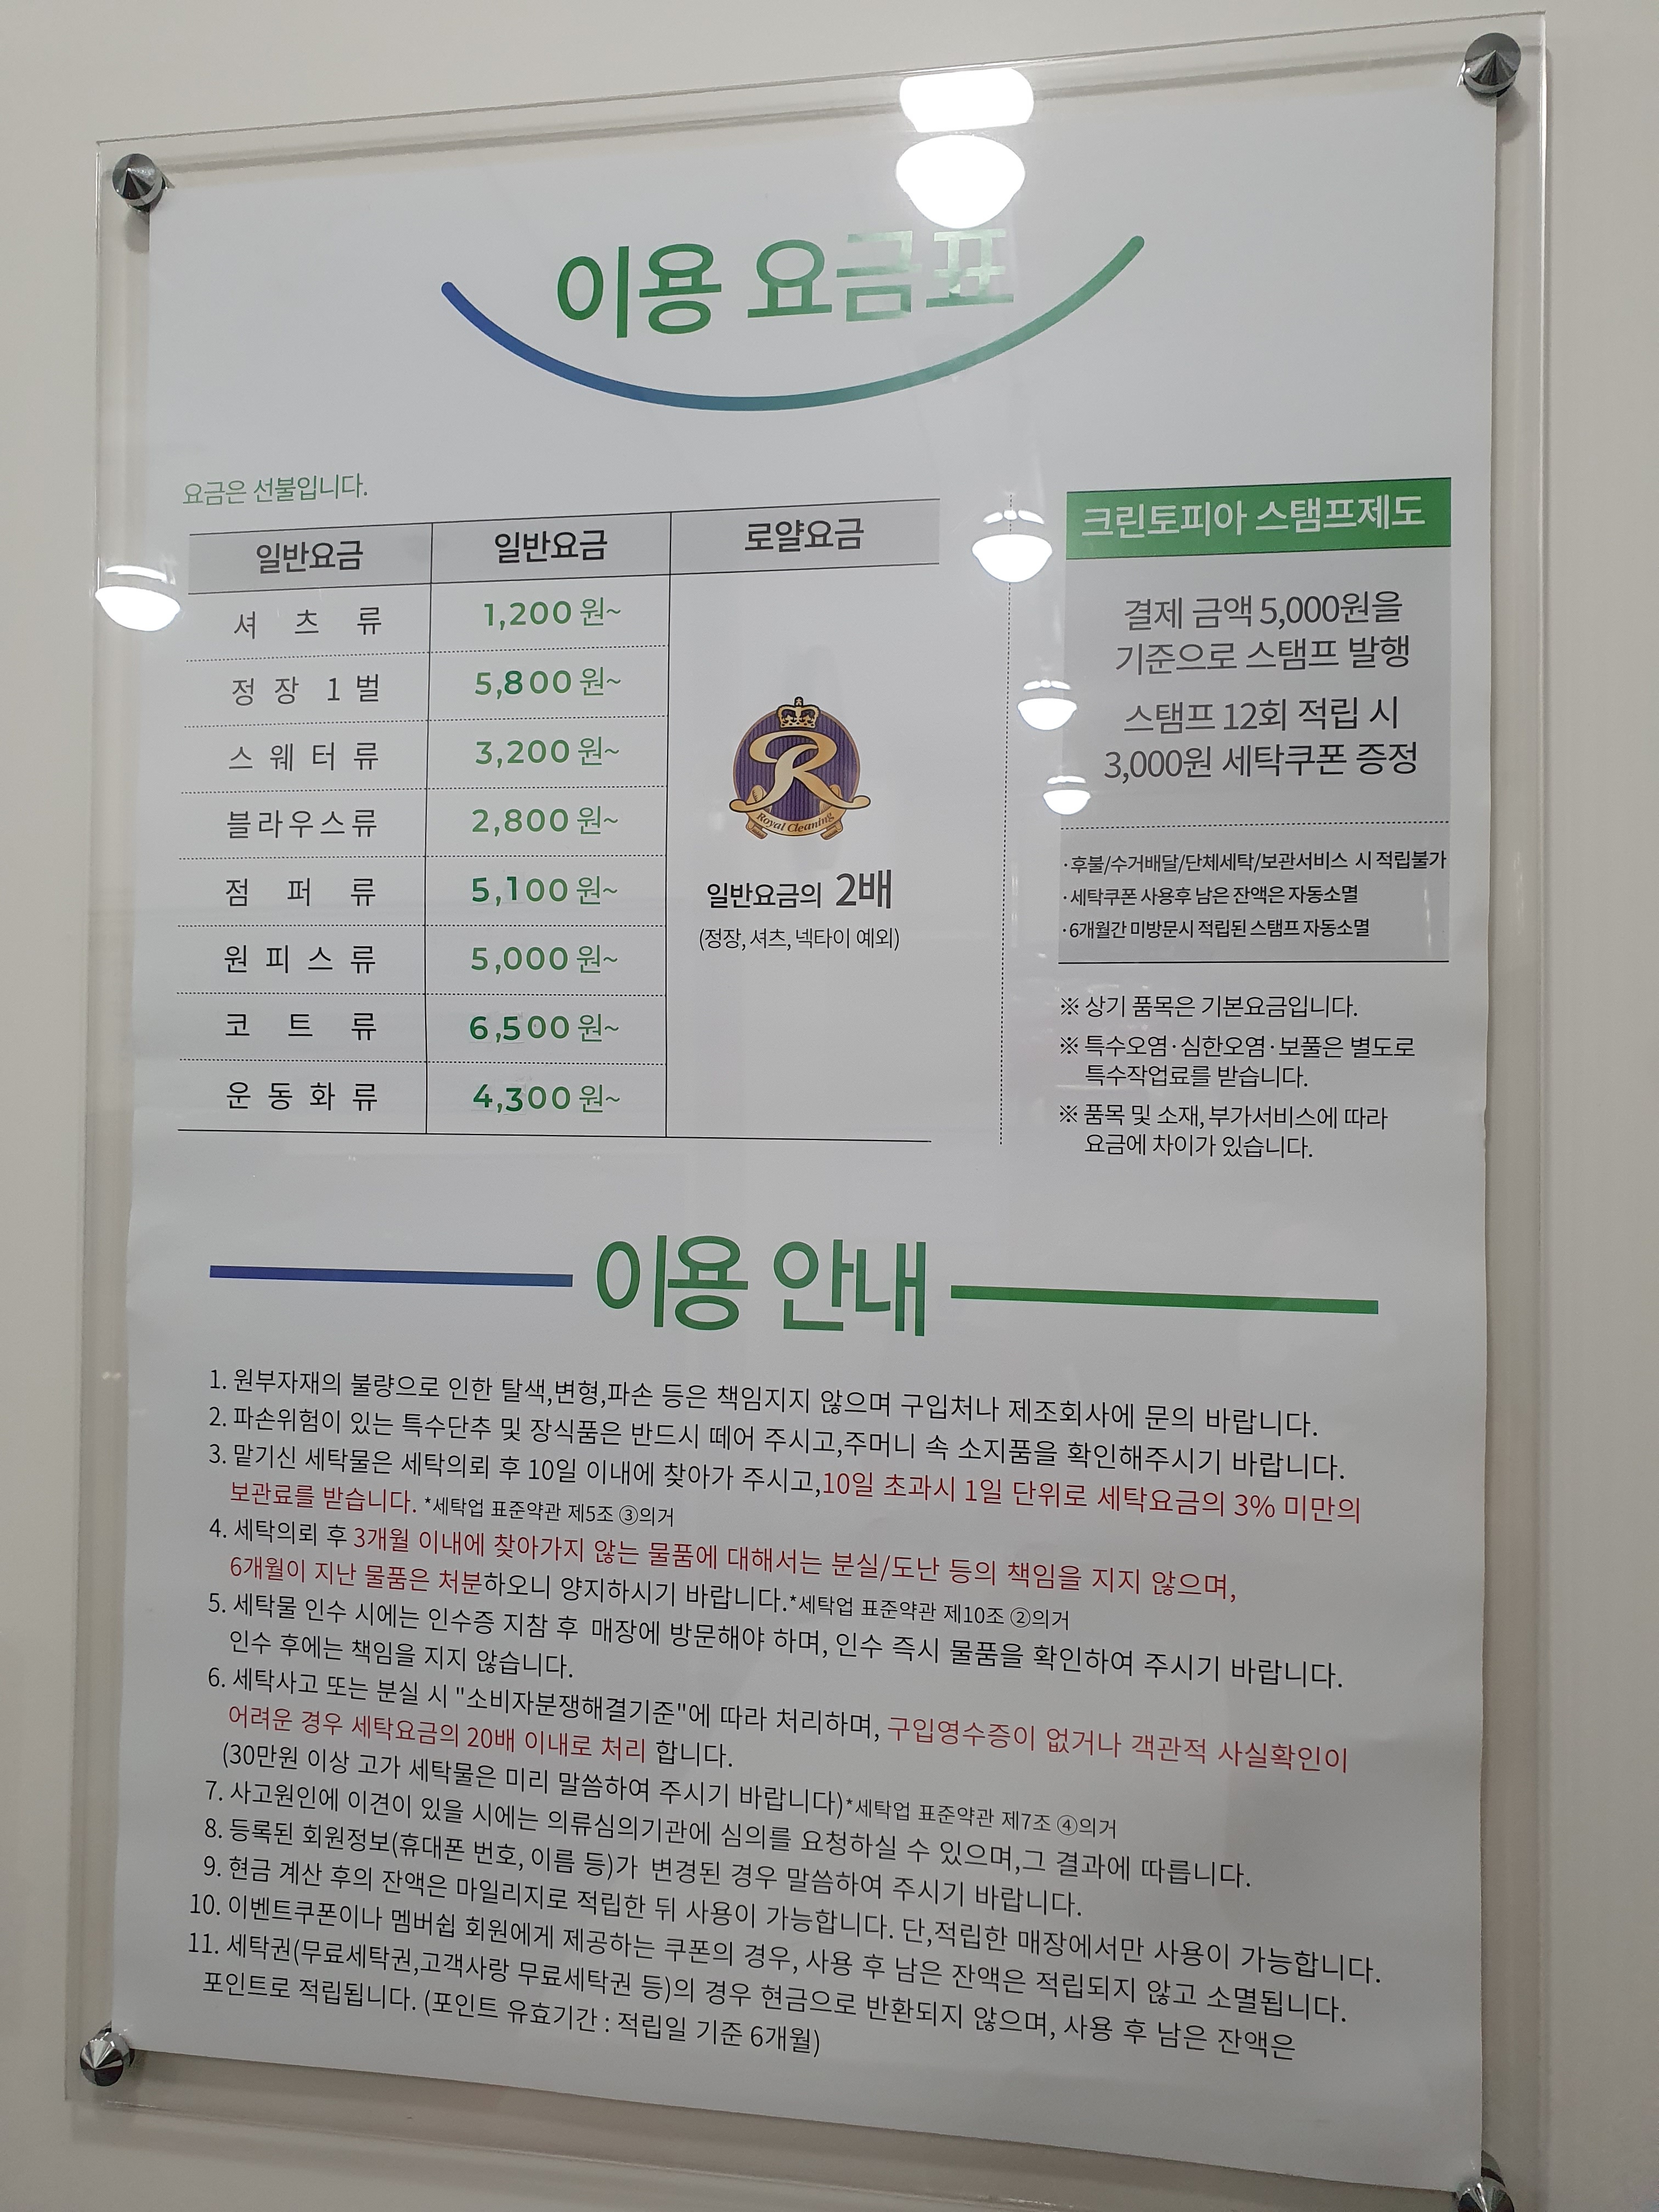 이용 요금표
요금은 선불입니다.
일반요금 일반요금 로얄요금
셔 츠 류 1,200 원~
정 장 1 벌 5,800 원~
스 웨 터 류 3,200 원~
블라우스류 2,800 원~
점 퍼 류 5,100 원~
원 피 스 류 5,000 원~
코 트 류 6,500 원~
운 동 화 류 4,300 원~
R
Royal Cleaning
일반요금의 2배
(정장, 셔츠, 넥타이 예외)
크린토피아 스탬프제도
결제 금액 5,000원을
기준으로 스탬프 발행
스탬프 12회 적립 시
3,000원 세탁쿠폰 증정
· 후불/수거배달/단체세탁/보관서비스 시 적립불가
· 세탁쿠폰 사용후 남은 잔액은 자동소멸
· 6개월간 미방문시 적립된 스탬프 자동소멸
※ 상기 품목은 기본요금입니다.
※ 특수오염·심한오염·보풀은 별도로
특수작업료를 받습니다.
※ 품목 및 소재, 부가서비스에 따라
요금에 차이가 있습니다.
이용 안내
1. 원부자재의 불량으로 인한 탈색,변형,파손 등은 책임지지 않으며 구입처나 제조회사에 문의 바랍니다.
2. 파손위험이 있는 특수단추 및 장식품은 반드시 떼어 주시고,주머니 속 소지품을 확인해주시기 바랍니다.
3. 맡기신 세탁물은 세탁의뢰 후 10일 이내에 찾아가 주시고,10일 초과시 1일 단위로 세탁요금의 3% 미만의
보관료를 받습니다. *세탁업 표준약관 제5조 ③의거
4. 세탁의뢰 후 3개월 이내에 찾아가지 않는 물품에 대해서는 분실/도난 등의 책임을 지지 않으며,
6개월이 지난 물품은 처분하오니 양지하시기 바랍니다.*세탁업 표준약관 제10조 ②의거
5. 세탁물 인수 시에는 인수증 지참 후 매장에 방문해야 하며, 인수 즉시 물품을 확인하여 주시기 바랍니다.
인수 후에는 책임을 지지 않습니다.
6. 세탁사고 또는 분실 시 "소비자분쟁해결기준"에 따라 처리하며, 구입영수증이 없거나 객관적 사실확인이
어려운 경우 세탁요금의 20배 이내로 처리 합니다.
(30만원 이상 고가 세탁물은 미리 말씀하여 주시기 바랍니다)*세탁업 표준약관 제7조 ④의거
7. 사고원인에 이견이 있을 시에는 의류심의기관에 심의를 요청하실 수 있으며,그 결과에 따릅니다.
8. 등록된 회원정보(휴대폰 번호, 이름 등)가 변경된 경우 말씀하여 주시기 바랍니다.
9. 현금 계산 후의 잔액은 마일리지로 적립한 뒤 사용이 가능합니다. 단,적립한 매장에서만 사용이 가능합니다.
10. 이벤트쿠폰이나 멤버쉽 회원에게 제공하는 쿠폰의 경우, 사용 후 남은 잔액은 적립되지 않고 소멸됩니다.
11. 세탁권(무료세탁권,고객사랑 무료세탁권 등)의 경우 현금으로 반환되지 않으며, 사용 후 남은 잔액은
포인트로 적립됩니다. (포인트 유효기간 : 적립일 기준 6개월)